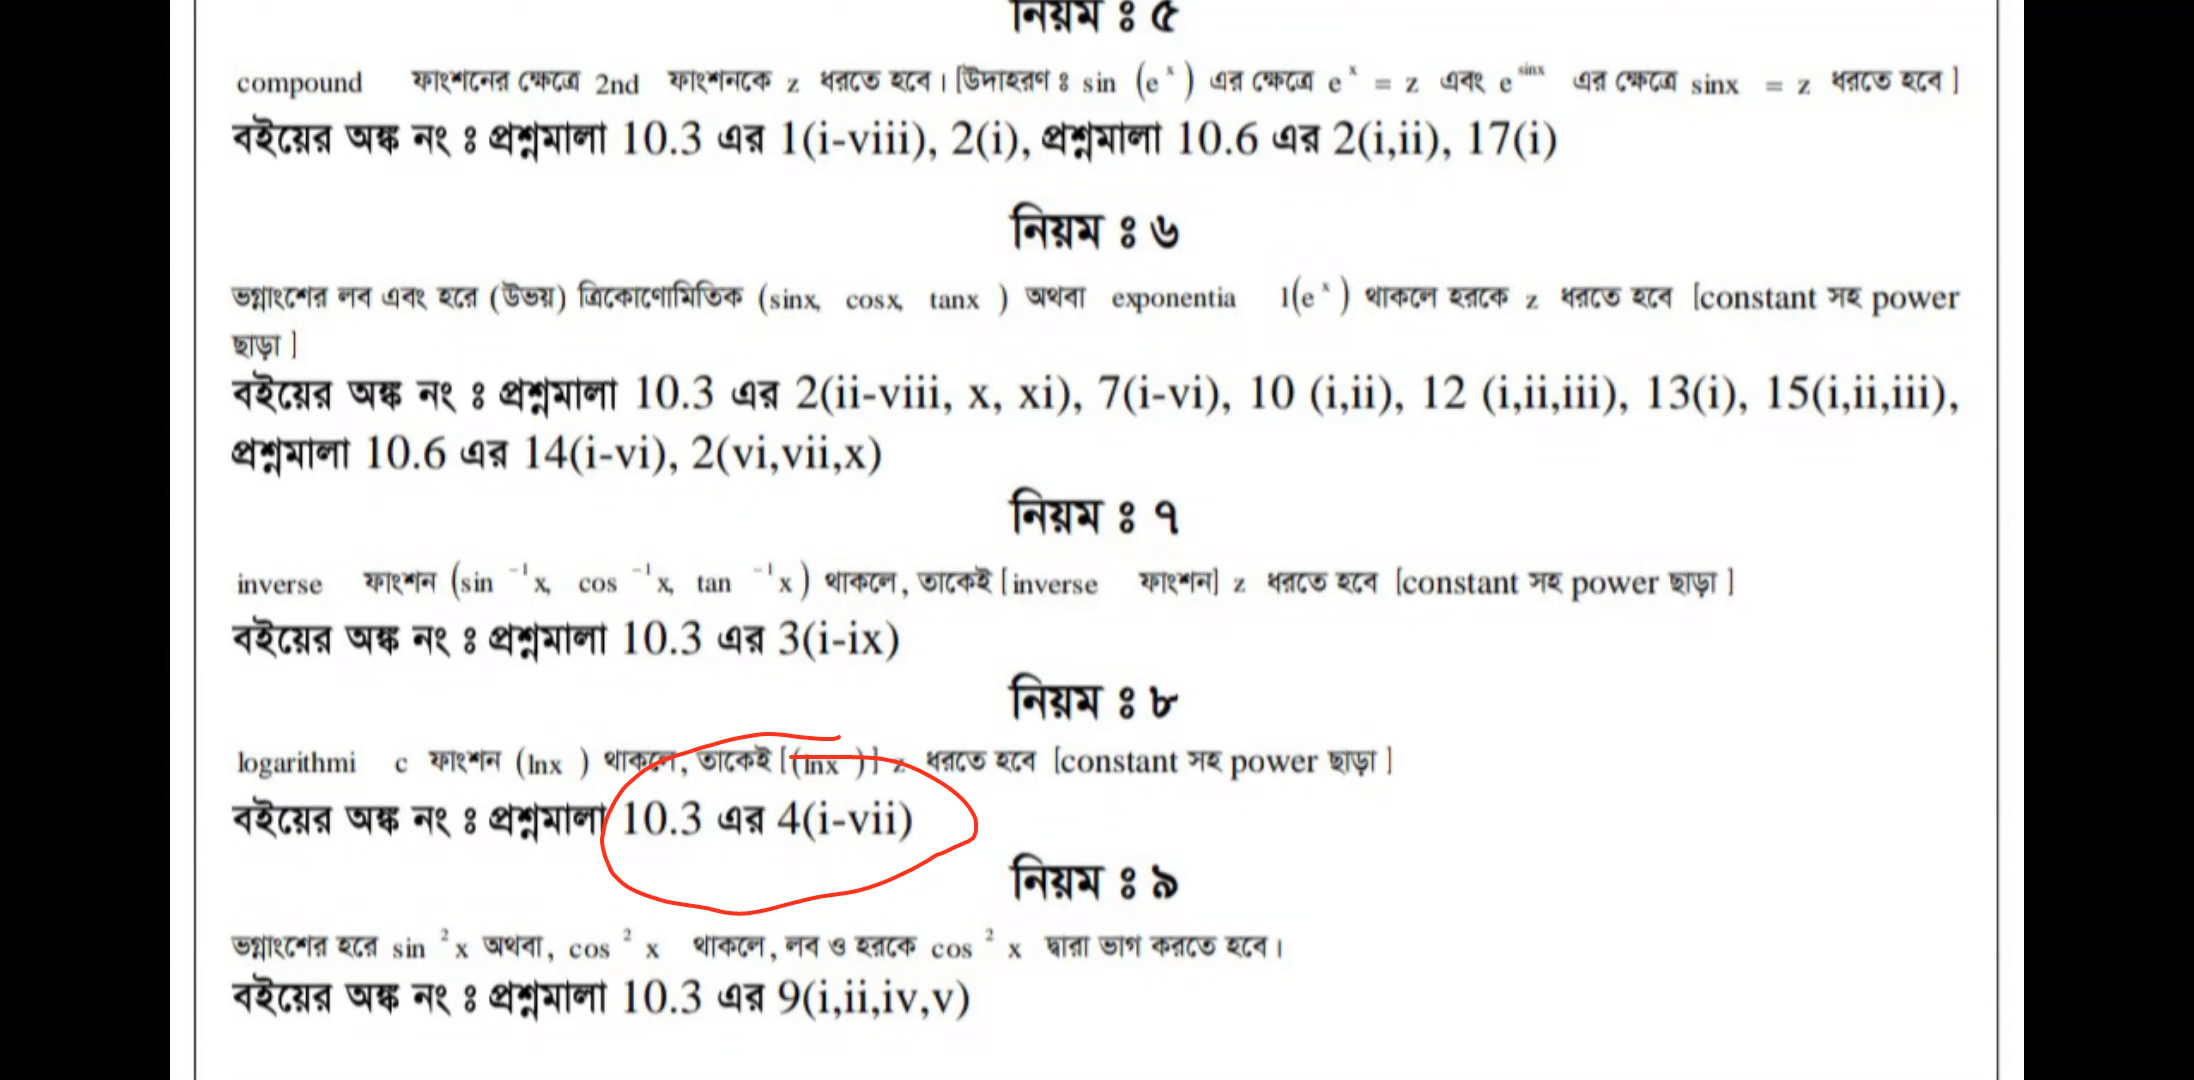 নিয়ম ঃ ৫
compound ফাংশনের ক্ষেত্রে 2nd ফাংশনকে z ধরতে হবে। [উদাহরণ ঃ sin (e^x) এর ক্ষেত্রে e^x = z এবং e^sinx এর ক্ষেত্রে sinx = z ধরতে হবে]
বইয়ের অঙ্ক নং ঃ প্রশ্নমালা 10.3 এর 1(i-viii), 2(i), প্রশ্নমালা 10.6 এর 2(i,ii), 17(i)
নিয়ম ঃ ৬
ভগ্নাংশের লব এবং হরে (উভয়) ত্রিকোণোমিতিক (sinx, cosx, tanx ) অথবা exponentia l(e^x) থাকলে হরকে z ধরতে হবে [constant সহ power
ছাড়া]
বইয়ের অঙ্ক নং ঃ প্রশ্নমালা 10.3 এর 2(ii-viii, x, xi), 7(i-vi), 10 (i,ii), 12 (i,ii,iii), 13(i), 15(i,ii,iii),
প্রশ্নমালা 10.6 এর 14(i-vi), 2(vi,vii,x)
নিয়ম ঃ ৭
inverse ফাংশন (sin^-1 x, cos^-1 x, tan^-1 x) থাকলে, তাকেই [inverse ফাংশন] z ধরতে হবে [constant সহ power ছাড়া]
বইয়ের অঙ্ক নং ঃ প্রশ্নমালা 10.3 এর 3(i-ix)
নিয়ম ঃ ৮
logarithmi c ফাংশন (lnx ) থাকলে, তাকেই [(lnx )] z ধরতে হবে [constant সহ power ছাড়া]
বইয়ের অঙ্ক নং ঃ প্রশ্নমালা 10.3 এর 4(i-vii)
নিয়ম ঃ ৯
ভগ্নাংশের হরে sin^2 x অথবা, cos^2 x থাকলে, লব ও হরকে cos^2 x দ্বারা ভাগ করতে হবে।
বইয়ের অঙ্ক নং ঃ প্রশ্নমালা 10.3 এর 9(i,ii,iv,v)